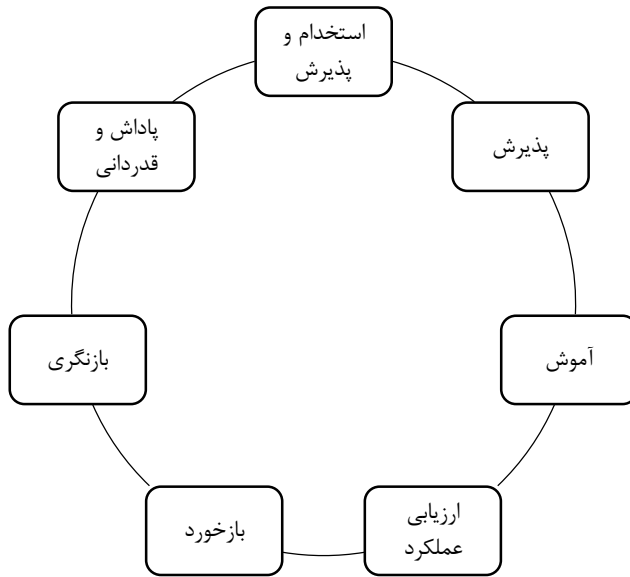 استخدام و
پذیرش
پذیرش
آموش
ارزیابی
عملکرد
بازخورد
بازنگری
پاداش و
قدردانی